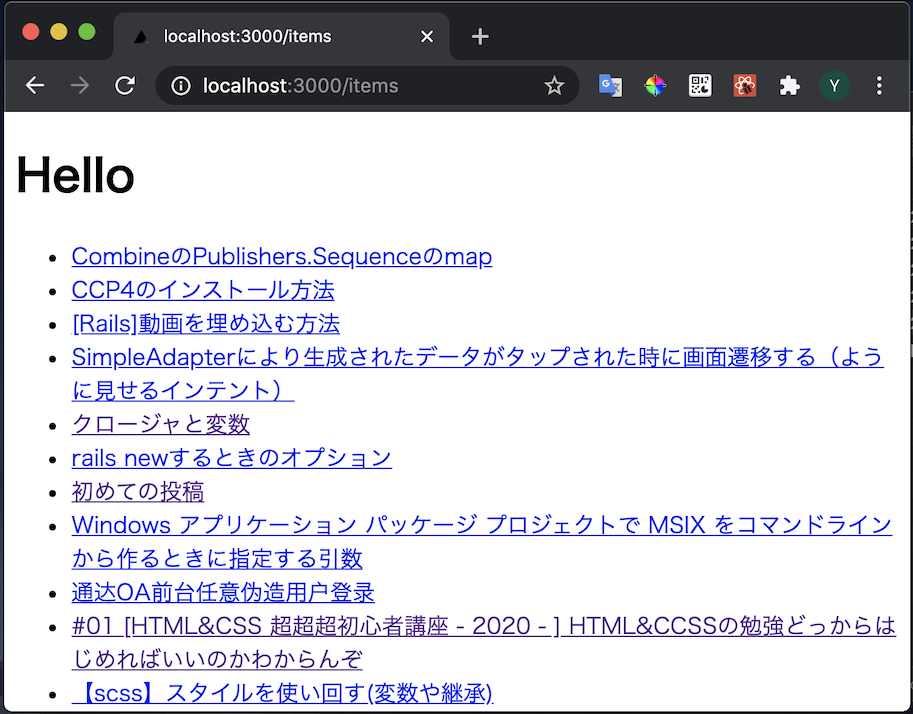 localhost:3000/items
localhost:3000/items
Y
Hello
CombineのPublishers.Sequenceのmap
CCP4のインストール方法
[Rails]動画を埋め込む方法
SimpleAdapterにより生成されたデータがタップされた時に画面遷移する（よう
に見せるインテント）
クロージャと変数
rails newするときのオプション
初めての投稿
Windows アプリケーション パッケージ プロジェクトで MSIX をコマンドライン
から作るときに指定する引数
通达OA前台任意伪造用户登录
#01 [HTML&CSS 超超超初心者講座 - 2020 - ] HTML&CCSSの勉強どっからは
じめればいいのかわからんぞ
【scss】スタイルを使い回す(変数や継承)